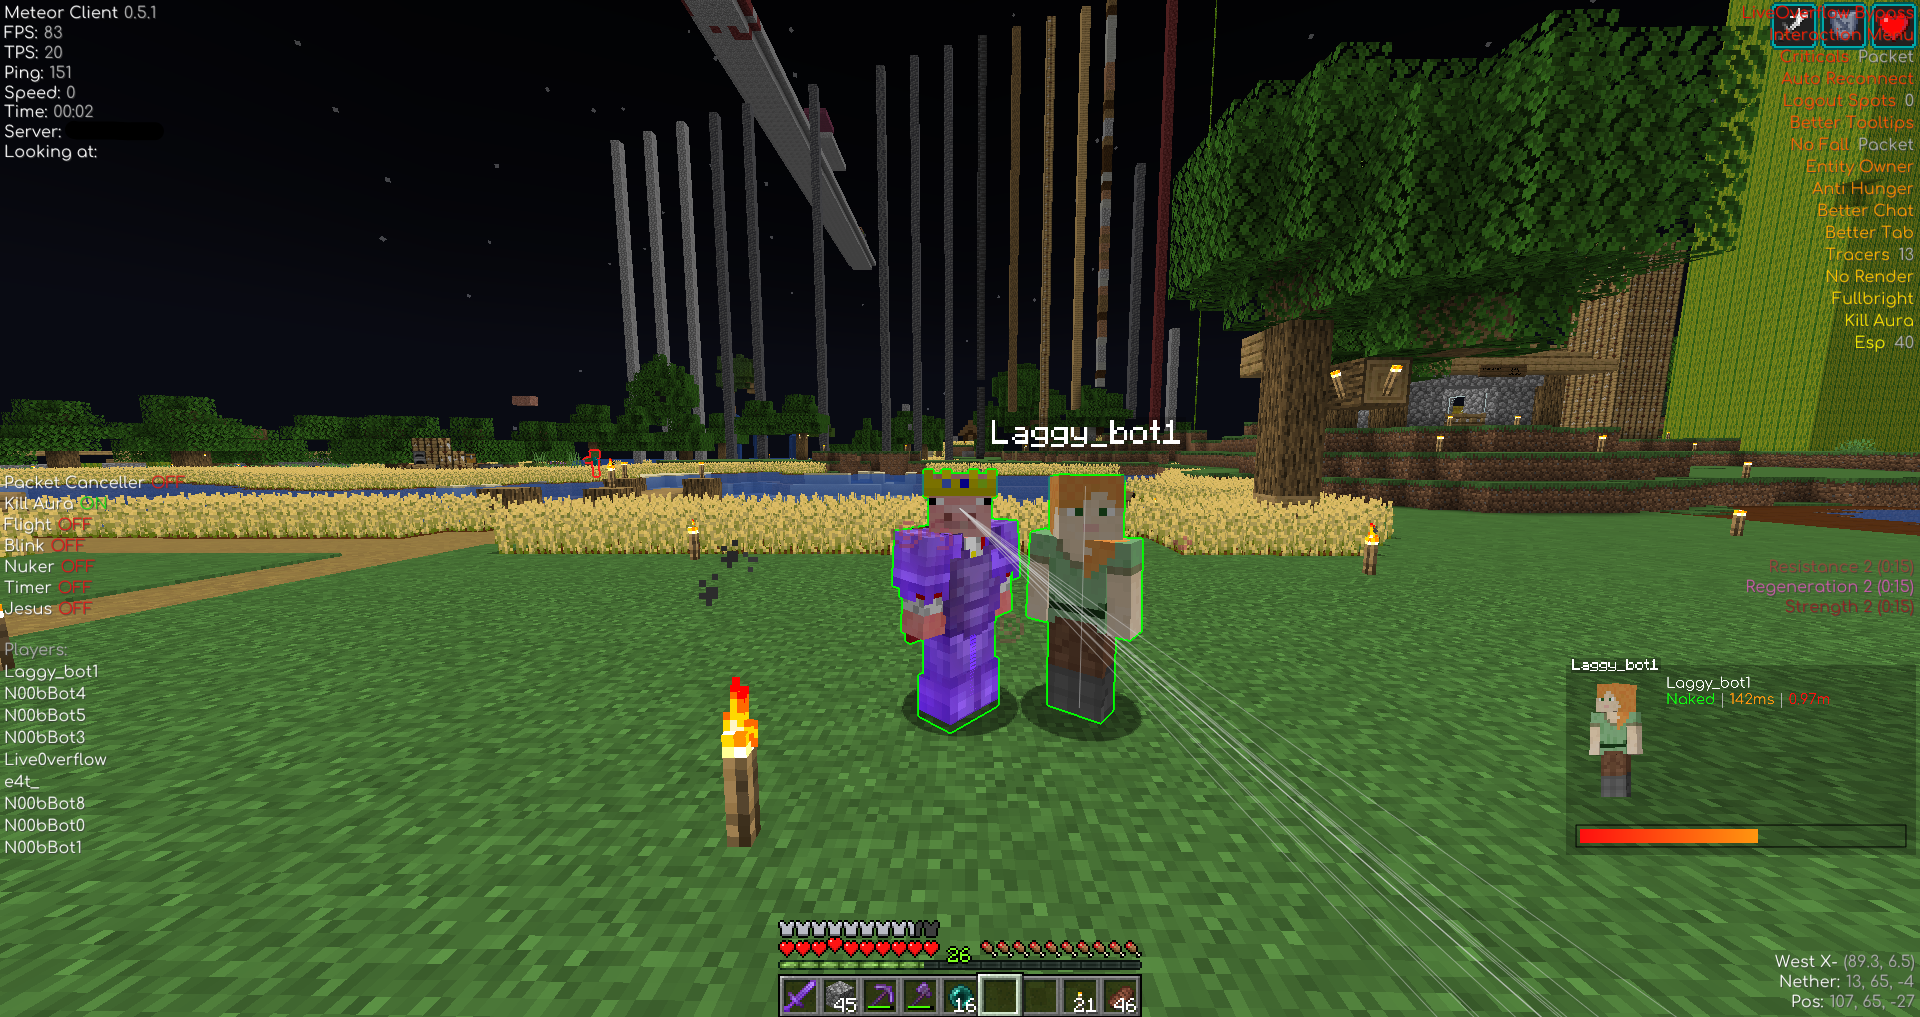 Meteor Client 0.5.1
FPS: 83
TPS: 20
Ping: 151
Speed: 0
Time: 00:02
Server:
Looking at:
LiveOverflow Bypass
Interaction Menu
Criticals Packet
Auto Reconnect
Logout Spots 0
Better Tooltips
No Fall Packet
Entity Owner
Anti Hunger
Better Chat
Better Tab
Tracers 13
No Render
Fullbright
Kill Aura
Esp 40
Laggy_bot1
Packet Canceller OFF
Kill Aura ON
Flight OFF
Blink OFF
Nuker OFF
Timer OFF
Jesus OFF
Players:
Laggy_bot1
N00bBot4
N00bBot5
N00bBot3
Live0verflow
e4t_
N00bBot8
N00bBot0
N00bBot1
Resistance 2 (0:15)
Regeneration 2 (0:15)
Strength 2 (0:15)
Laggy_bot1
Laggy_bot1
Naked | 142ms | 0.97m
26
45
16
21
46
West X- (89.3, 6.5)
Nether: 13, 65, -4
Pos: 107, 65, -27